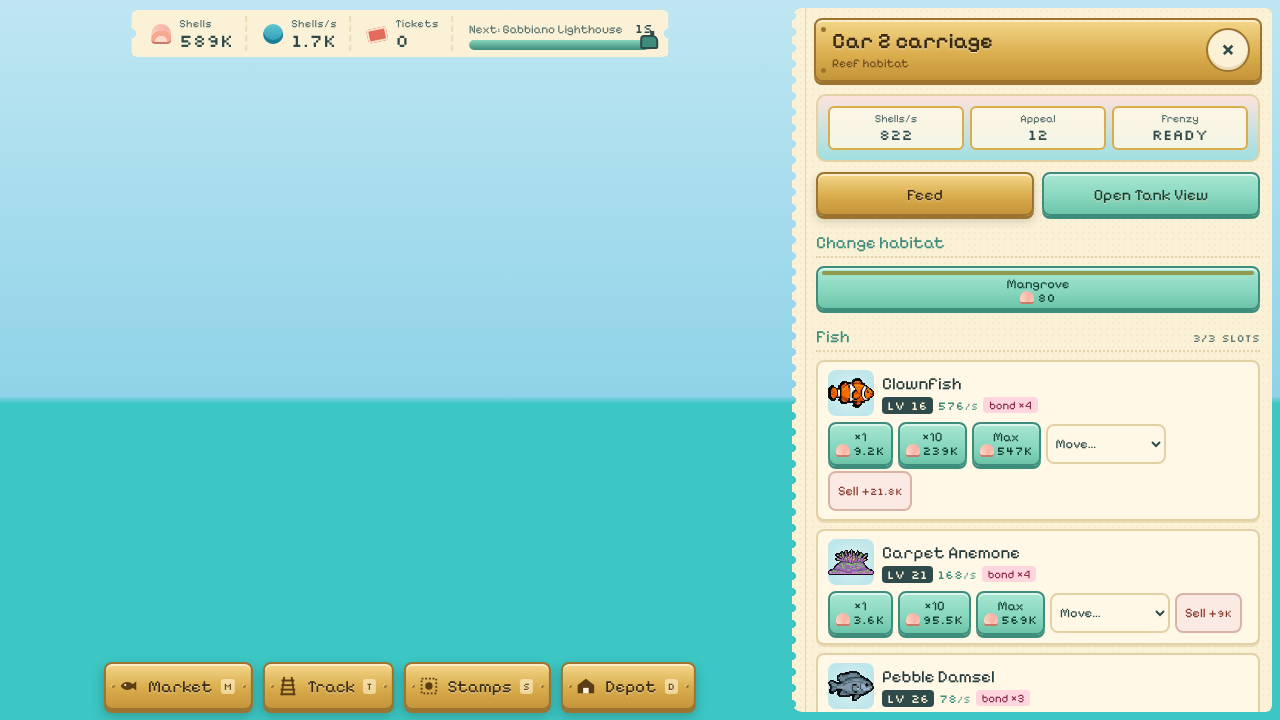 Shells
589K
Shells/s
1.7K
Tickets
0
Next: Gabbiano Lighthouse
Car 2 carriage
Reef habitat
×
Shells/s
822
Appeal
12
Frenzy
READY
Feed
Open Tank View
Change habitat
Mangrove
80
Fish
3/3 SLOTS
Clownfish
LV 16 576/s bond ×4
×1
9.2K
×10
239K
Max
547K
Move...
Sell +21.8K
Carpet Anemone
LV 21 168/s bond ×4
×1
3.6K
×10
95.5K
Max
569K
Move...
Sell +9K
Pebble Damsel
LV 26 78/s bond ×3
Market M
Track T
Stamps S
Depot D